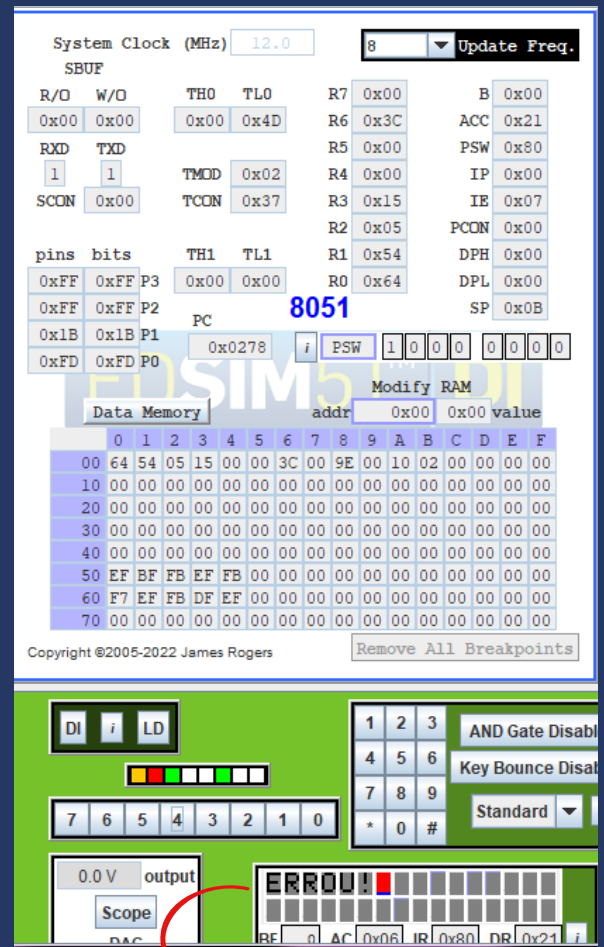 System Clock (MHz) 12.0 8 Update Freq.
SBUF
R/O W/O TH0 TL0 R7 0x00 B 0x00
0x00 0x00 0x00 0x4D R6 0x3C ACC 0x21
RXD TXD R5 0x00 PSW 0x80
1 1 TMOD 0x02 R4 0x00 IP 0x00
SCON 0x00 TCON 0x37 R3 0x15 IE 0x07
R2 0x05 PCON 0x00
pins bits TH1 TL1 R1 0x54 DPH 0x00
0xFF 0xFF P3 0x00 0x00 R0 0x64 DPL 0x00
0xFF 0xFF P2 8051 SP 0x0B
0x1B 0x1B P1 PC
0xFD 0xFD P0 0x0278 i PSW 1 0 0 0 0 0 0 0
EDSIM51 DI
TM
Modify RAM
Data Memory addr 0x00 0x00 value
0 1 2 3 4 5 6 7 8 9 A B C D E F
00 64 54 05 15 00 00 3C 00 9E 00 10 02 00 00 00 00
10 00 00 00 00 00 00 00 00 00 00 00 00 00 00 00 00
20 00 00 00 00 00 00 00 00 00 00 00 00 00 00 00 00
30 00 00 00 00 00 00 00 00 00 00 00 00 00 00 00 00
40 00 00 00 00 00 00 00 00 00 00 00 00 00 00 00 00
50 EF BF FB EF FB 00 00 00 00 00 00 00 00 00 00 00
60 F7 EF FB DF EF 00 00 00 00 00 00 00 00 00 00 00
70 00 00 00 00 00 00 00 00 00 00 00 00 00 00 00 00
Copyright ©2005-2022 James Rogers Remove All Breakpoints
DI i LD
1 2 3 AND Gate Disabl
4 5 6 Key Bounce Disab
7 8 9 Standard
* 0 #
7 6 5 4 3 2 1 0
0.0 V output
Scope
DAC
ERROU!
BF 0 AC 0x06 IR 0x80 DR 0x21 i